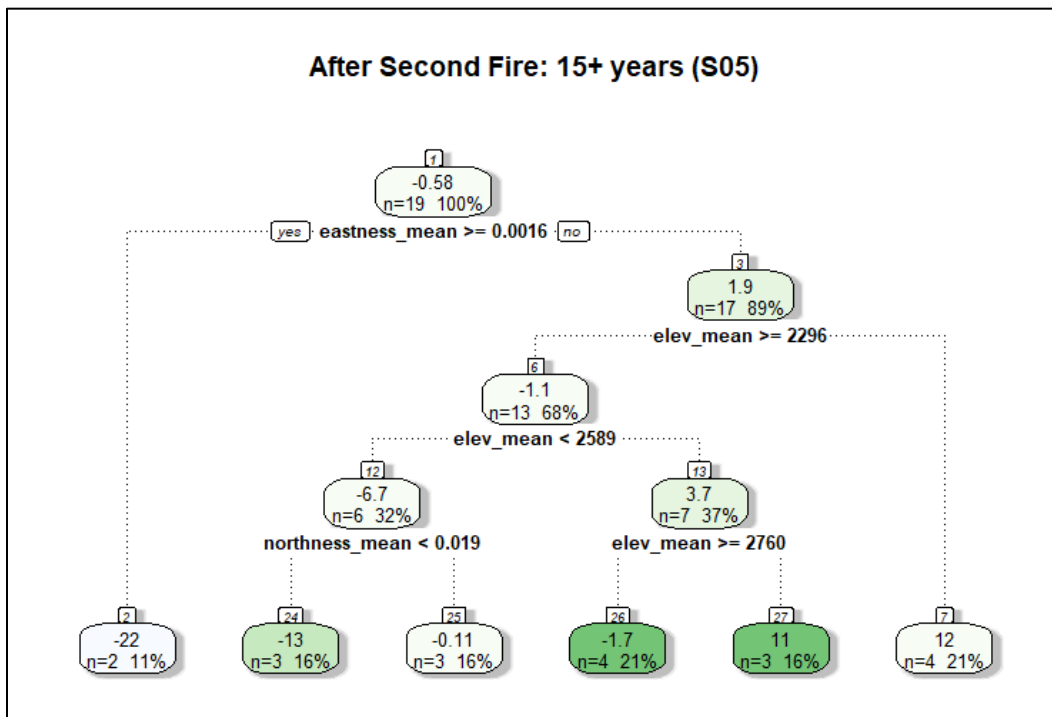 After Second Fire: 15+ years (S05)
1
-0.58
n=19 100%
yes eastness_mean >= 0.0016 no
3
1.9
n=17 89%
elev_mean >= 2296
6
-1.1
n=13 68%
elev_mean < 2589
12
-6.7
n=6 32%
northness_mean < 0.019
13
3.7
n=7 37%
elev_mean >= 2760
2
-22
n=2 11%
24
-13
n=3 16%
25
-0.11
n=3 16%
26
-1.7
n=4 21%
27
11
n=3 16%
7
12
n=4 21%